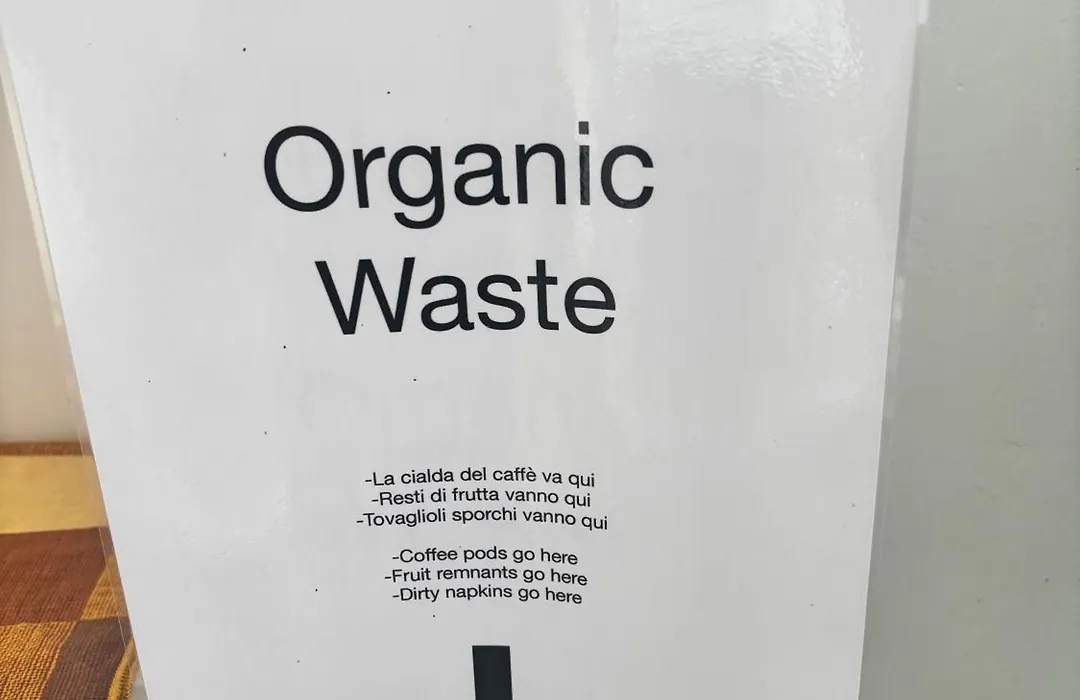 Organic
Waste
-La cialda del caffè va qui
-Resti di frutta vanno qui
-Tovaglioli sporchi vanno qui
-Coffee pods go here
-Fruit remnants go here
-Dirty napkins go here